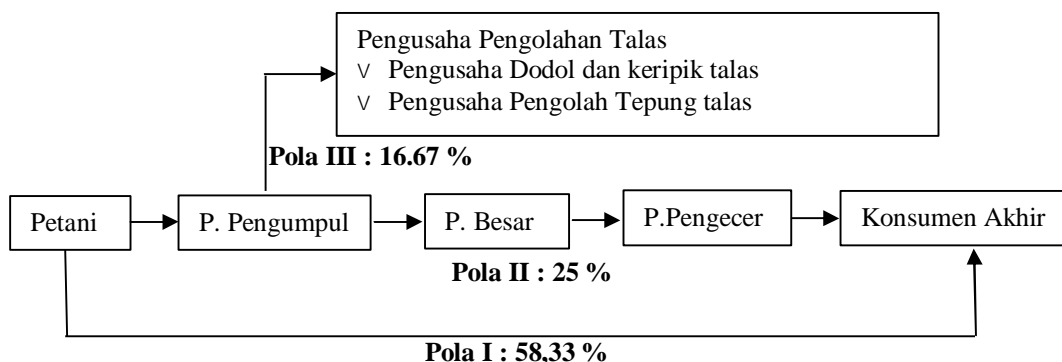 Pengusaha Pengolahan Talas
V Pengusaha Dodol dan keripik talas
V Pengusaha Pengolah Tepung talas
Pola III : 16.67 %
Petani
P. Pengumpul
P. Besar
P.Pengecer
Konsumen Akhir
Pola II : 25 %
Pola I : 58,33 %